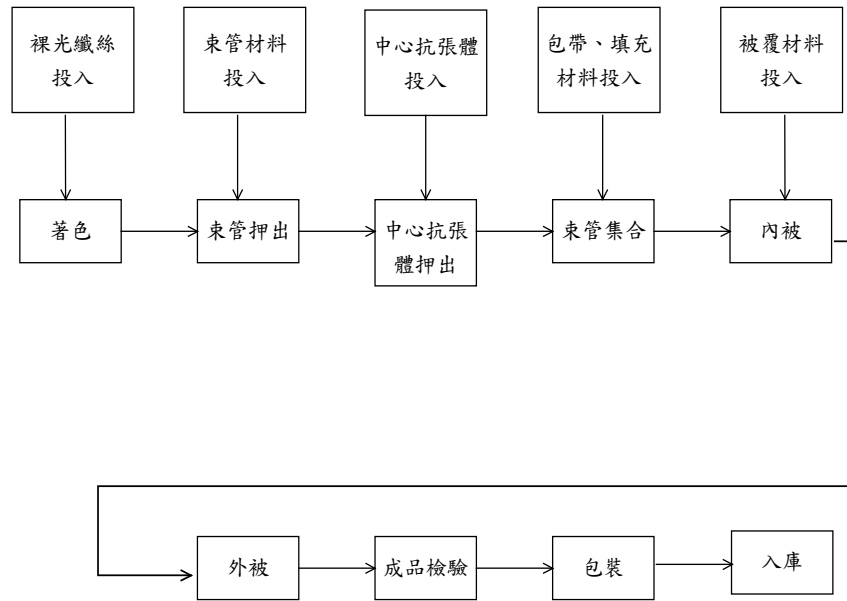 裸光纖絲
投入
束管材料
投入
中心抗張體
投入
包帶、填充
材料投入
被覆材料
投入
著色
束管押出
中心抗張
體押出
束管集合
內被
外被
成品檢驗
包裝
入庫